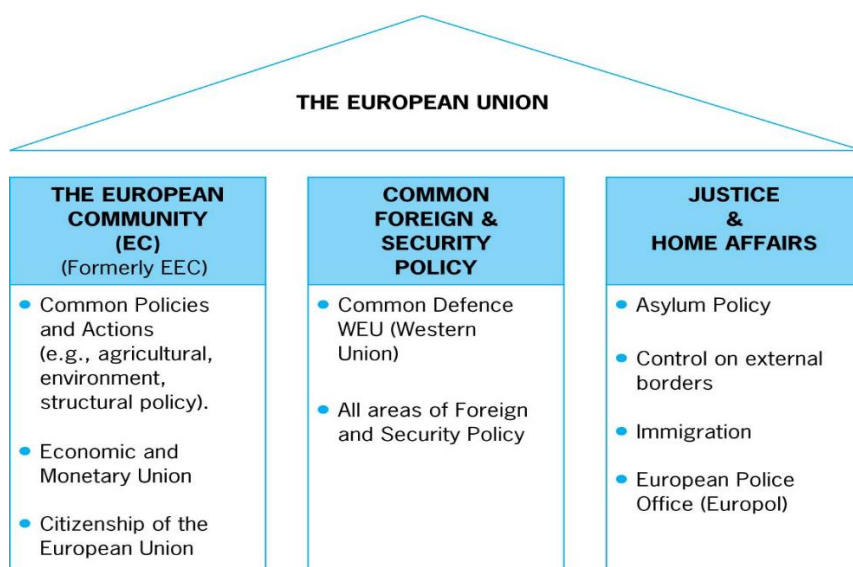 THE EUROPEAN UNION
THE EUROPEAN
COMMUNITY
(EC)
(Formerly EEC)
• Common Policies
and Actions
(e.g., agricultural,
environment,
structural policy).
• Economic and
Monetary Union
• Citizenship of the
European Union
COMMON
FOREIGN &
SECURITY
POLICY
• Common Defence
WEU (Western
Union)
• All areas of Foreign
and Security Policy
JUSTICE
&
HOME AFFAIRS
• Asylum Policy
• Control on external
borders
• Immigration
• European Police
Office (Europol)